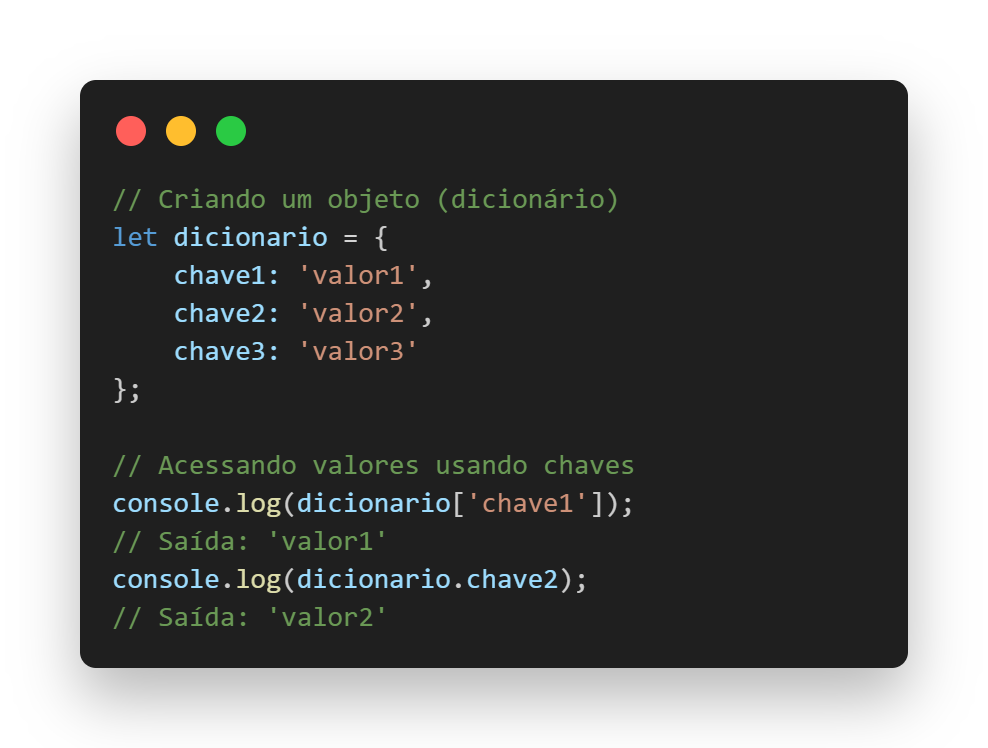 // Criando um objeto (dicionário)
let dicionario = {
    chave1: 'valor1',
    chave2: 'valor2',
    chave3: 'valor3'
};

// Acessando valores usando chaves
console.log(dicionario['chave1']);
// Saída: 'valor1'
console.log(dicionario.chave2);
// Saída: 'valor2'